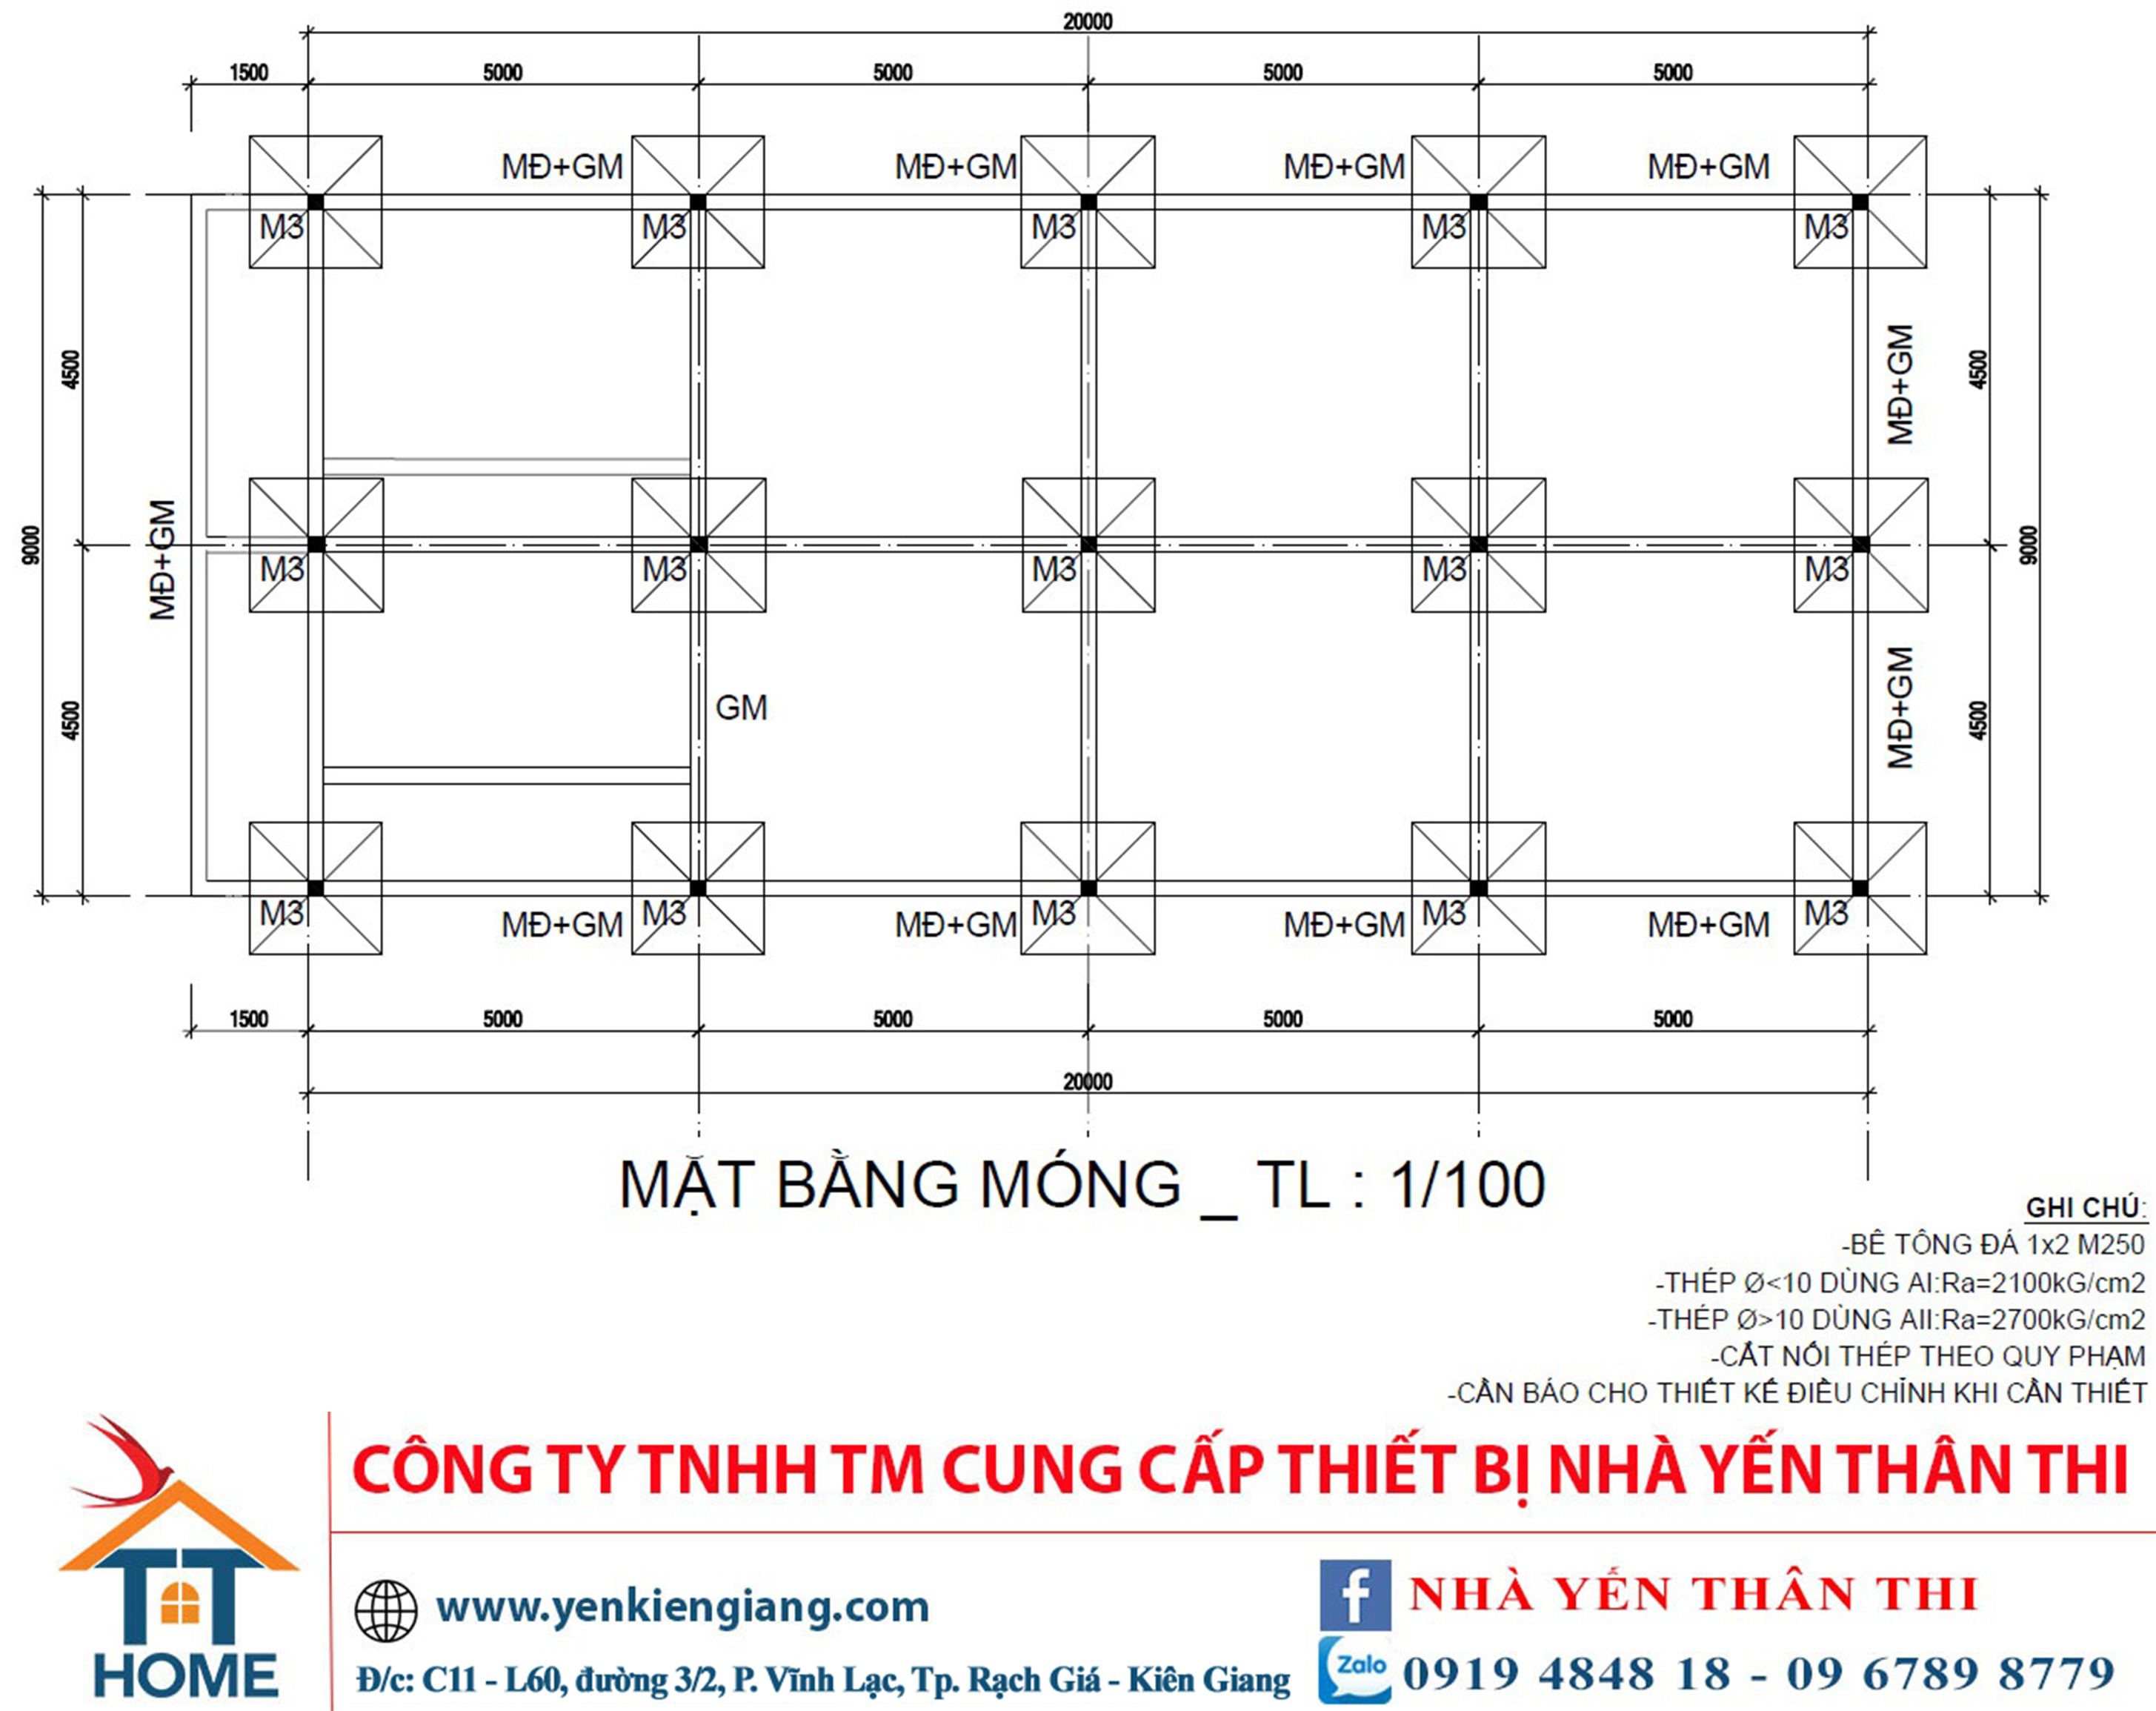 20000
1500 5000 5000 5000 5000
MĐ+GM MĐ+GM MĐ+GM MĐ+GM
M3 M3 M3 M3 M3
4500 MĐ+GM 4500
9000 MĐ+GM 9000
M3 M3 M3 M3 M3
4500 GM MĐ+GM 4500
M3 MĐ+GM M3 MĐ+GM M3 MĐ+GM M3 MĐ+GM M3
1500 5000 5000 5000 5000
20000
MẶT BẰNG MÓNG _ TL : 1/100
GHI CHÚ:
-BÊ TÔNG ĐÁ 1x2 M250
-THÉP Ø<10 DÙNG AI:Ra=2100kG/cm2
-THÉP Ø>10 DÙNG AII:Ra=2700kG/cm2
-CẮT NỐI THÉP THEO QUY PHẠM
-CẦN BÁO CHO THIẾT KẾ ĐIỀU CHỈNH KHI CẦN THIẾT
CÔNG TY TNHH TM CUNG CẤP THIẾT BỊ NHÀ YẾN THÂN THI
TT
HOME
www.yenkiengiang.com
f NHÀ YẾN THÂN THI
Đ/c: C11 - L60, đường 3/2, P. Vĩnh Lạc, Tp. Rạch Giá - Kiên Giang
Zalo 0919 4848 18 - 09 6789 8779